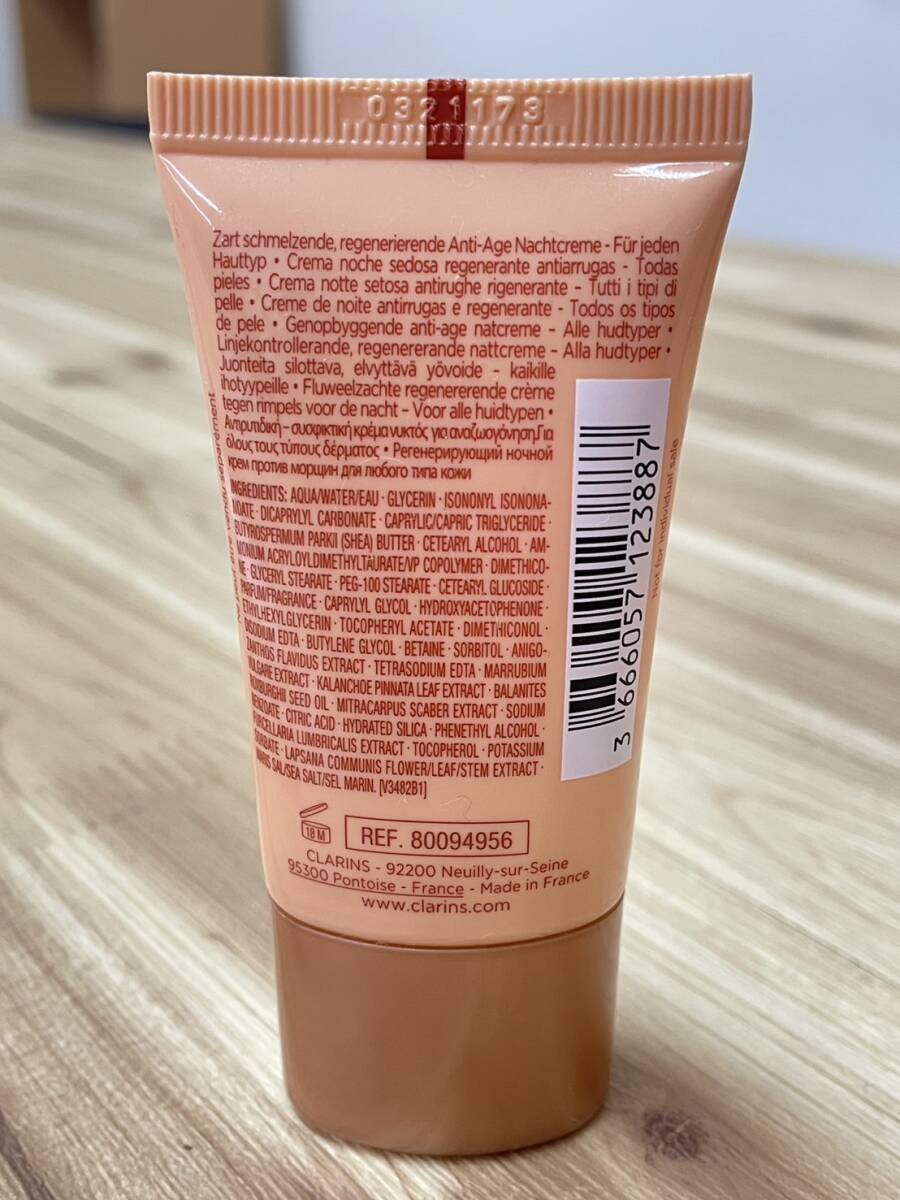 0321173
Zart schmelzende, regenerierende Anti-Age Nachtcreme - Für jeden
Hauttyp • Crema noche sedosa regenerante antiarrugas - Todas
pieles • Crema notte setosa antirughe rigenerante - Tutti i tipi di
pelle • Creme de noite antirrugas e regenerante - Todos os tipos
de pele • Genopbyggende anti-age natcreme - Alle hudtyper •
Linjekontrollerande, regenererande nattcreme - Alla hudtyper •
Juonteita silottava, elvyttävä yövoide - kaikille
ihotyypeille • Fluweelzachte regenererende crème
tegen rimpels voor de nacht - Voor alle huidtypen •
Αντιρυτιδική - συσφικτική κρέμα νυκτός για αναζωογόνηση.Για
όλους τους τύπους δέρματος • Регенерирующий ночной
крем против морщин для любого типа кожи
INGREDIENTS: AQUA/WATER/EAU · GLYCERIN · ISONONYL ISONONA-
NOATE · DICAPRYLYL CARBONATE · CAPRYLIC/CAPRIC TRIGLYCERIDE ·
BUTYROSPERMUM PARKII (SHEA) BUTTER · CETEARYL ALCOHOL · AM-
MONIUM ACRYLOYLDIMETHYLTAURATE/VP COPOLYMER · DIMETHICO-
NE · GLYCERYL STEARATE · PEG-100 STEARATE · CETEARYL GLUCOSIDE ·
PARFUM/FRAGRANCE · CAPRYLYL GLYCOL · HYDROXYACETOPHENONE ·
ETHYLHEXYLGLYCERIN · TOCOPHERYL ACETATE · DIMETHICONOL ·
DISODIUM EDTA · BUTYLENE GLYCOL · BETAINE · SORBITOL · ANIGO-
ZANTHOS FLAVIDUS EXTRACT · TETRASODIUM EDTA · MARRUBIUM
VULGARE EXTRACT · KALANCHOE PINNATA LEAF EXTRACT · BALANITES
ROXBURGHII SEED OIL · MITRACARPUS SCABER EXTRACT · SODIUM
BENZOATE · CITRIC ACID · HYDRATED SILICA · PHENETHYL ALCOHOL ·
FURCELLARIA LUMBRICALIS EXTRACT · TOCOPHEROL · POTASSIUM
SORBATE · LAPSANA COMMUNIS FLOWER/LEAF/STEM EXTRACT ·
MARIS SAL/SEA SALT/SEL MARIN. [V3482B1]
être vendu séparément
3 666057 123887
Not for individual sale
18 M
REF. 80094956
CLARINS - 92200 Neuilly-sur-Seine
95300 Pontoise - France - Made in France
www.clarins.com